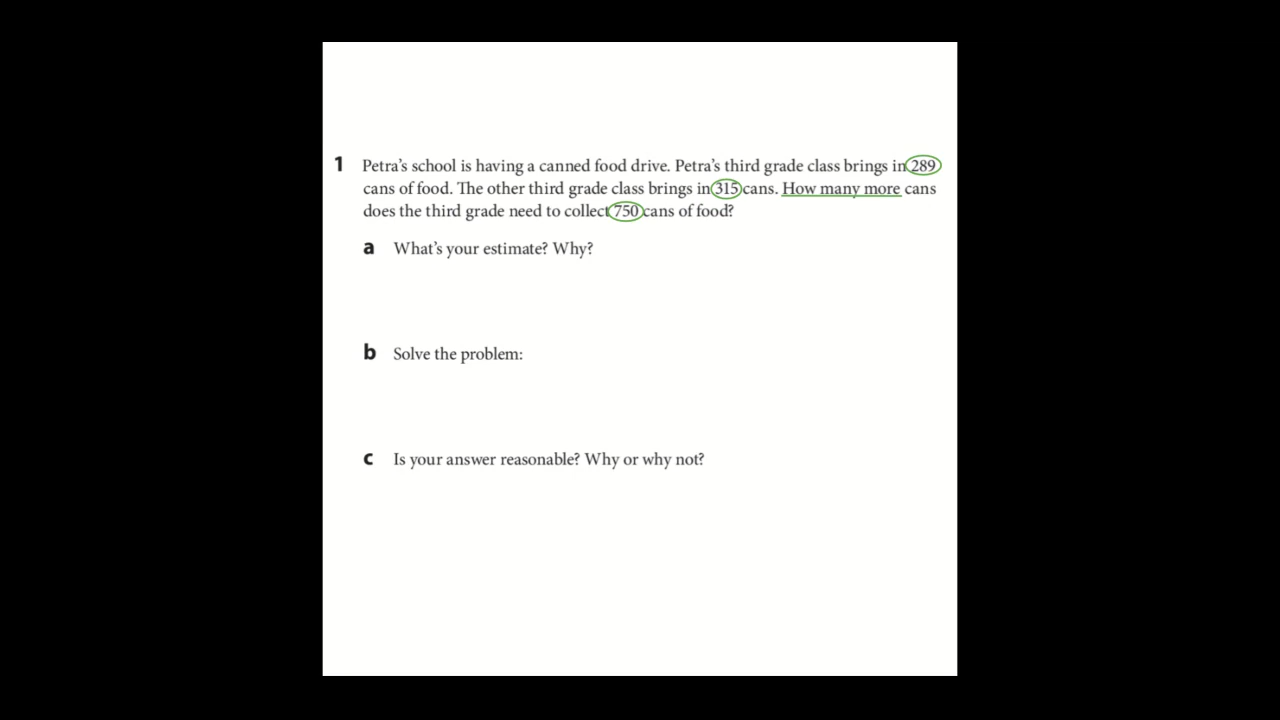 1 Petra’s school is having a canned food drive. Petra’s third grade class brings in 289
cans of food. The other third grade class brings in 315 cans. How many more cans
does the third grade need to collect 750 cans of food?
a What’s your estimate? Why?
b Solve the problem:
c Is your answer reasonable? Why or why not?